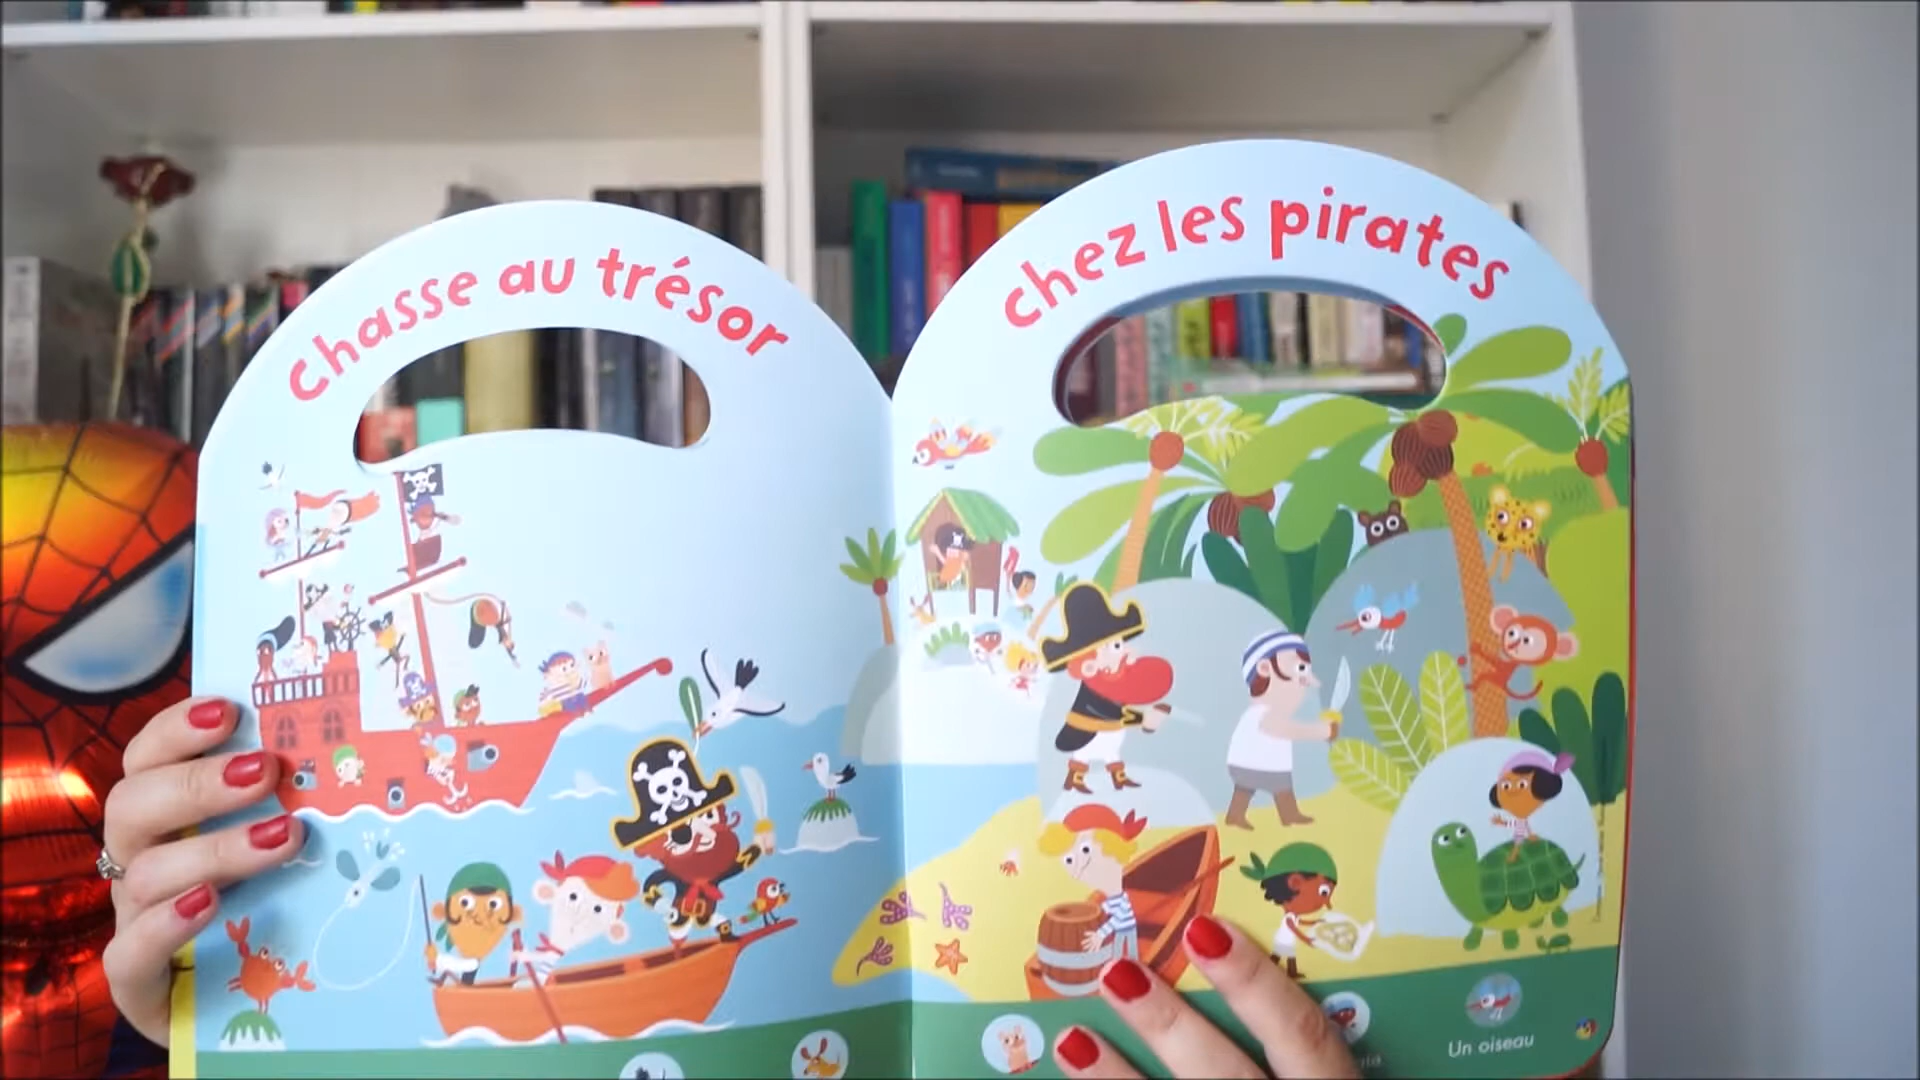 Chasse au trésor
chez les pirates
Un oiseau